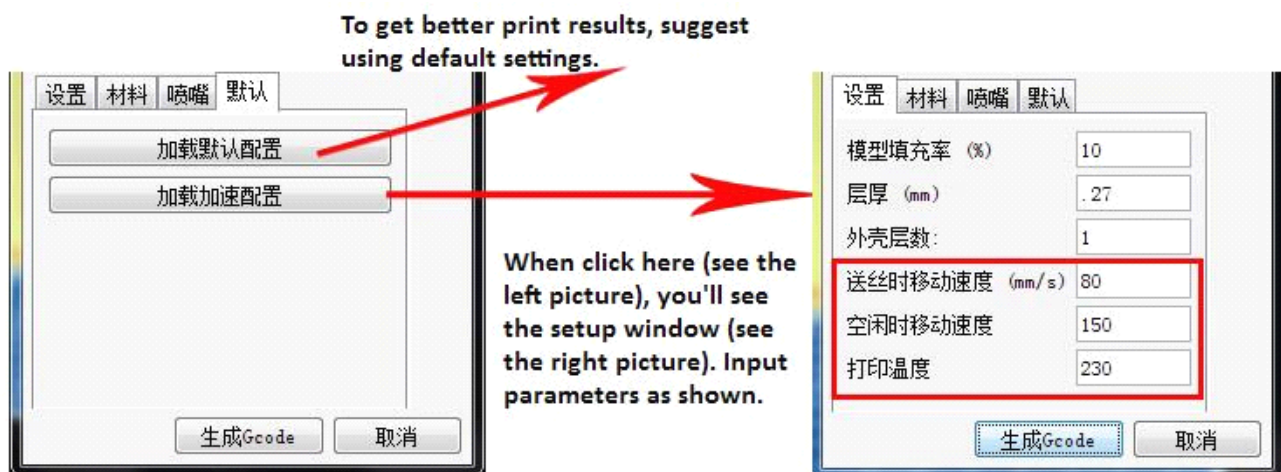 To get better print results, suggest
using default settings.
设置 材料 喷嘴 默认
加载默认配置
加载加速配置
生成Gcode 取消
When click here (see the
left picture), you'll see
the setup window (see
the right picture). Input
parameters as shown.
设置 材料 喷嘴 默认
模型填充率 (%) 10
层厚 (mm) .27
外壳层数: 1
送丝时移动速度 (mm/s) 80
空闲时移动速度 150
打印温度 230
生成Gcode 取消